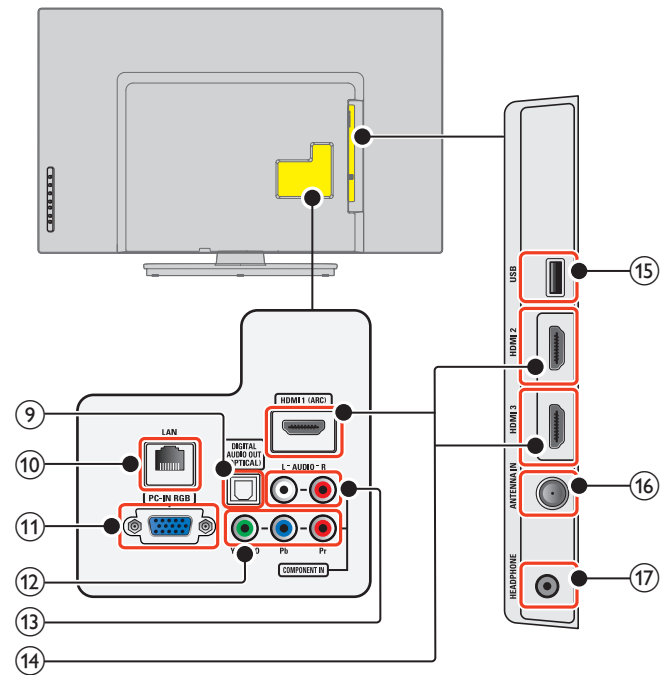 HDMI 1 (ARC)
LAN
DIGITAL
AUDIO OUT
(OPTICAL)
L - AUDIO - R
PC-IN RGB
Pb
Pr
COMPONENT IN
USB
HDMI 2
HDMI 3
ANTENNA IN
HEADPHONE
⑨
⑩
⑪
⑫
⑬
⑭
⑮
⑯
⑰